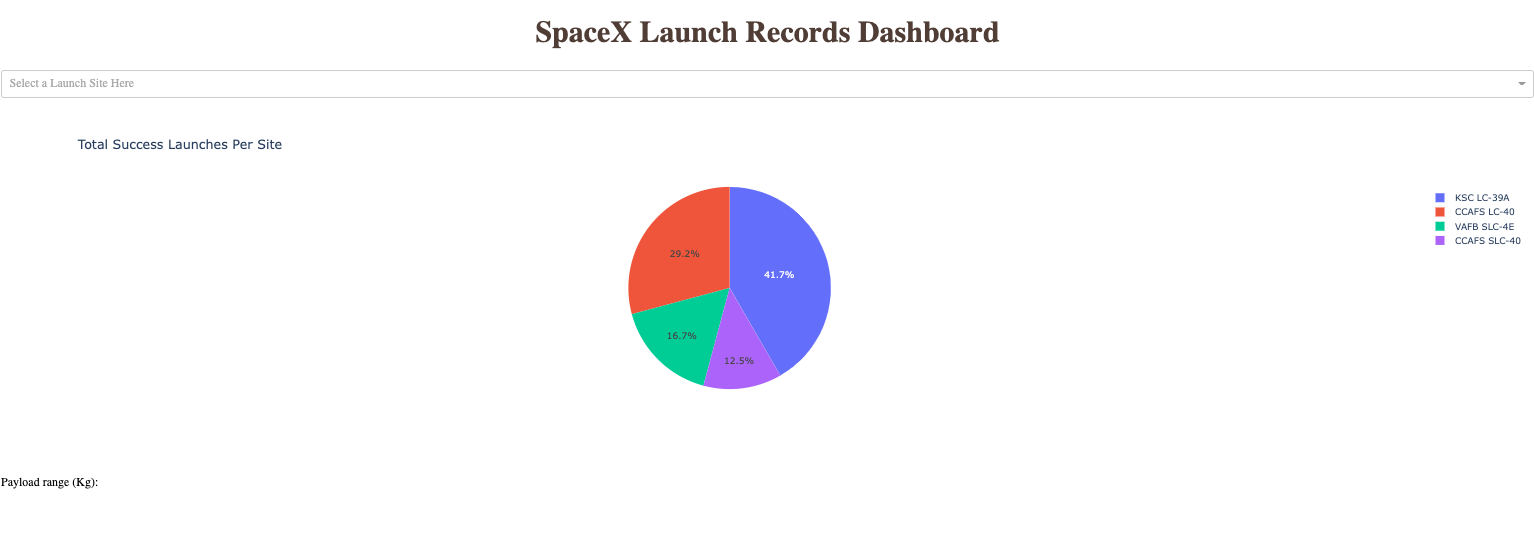 SpaceX Launch Records Dashboard
Select a Launch Site Here
Total Success Launches Per Site
KSC LC-39A
CCAFS LC-40
VAFB SLC-4E
CCAFS SLC-40
29.2%
41.7%
16.7%
12.5%
Payload range (Kg):